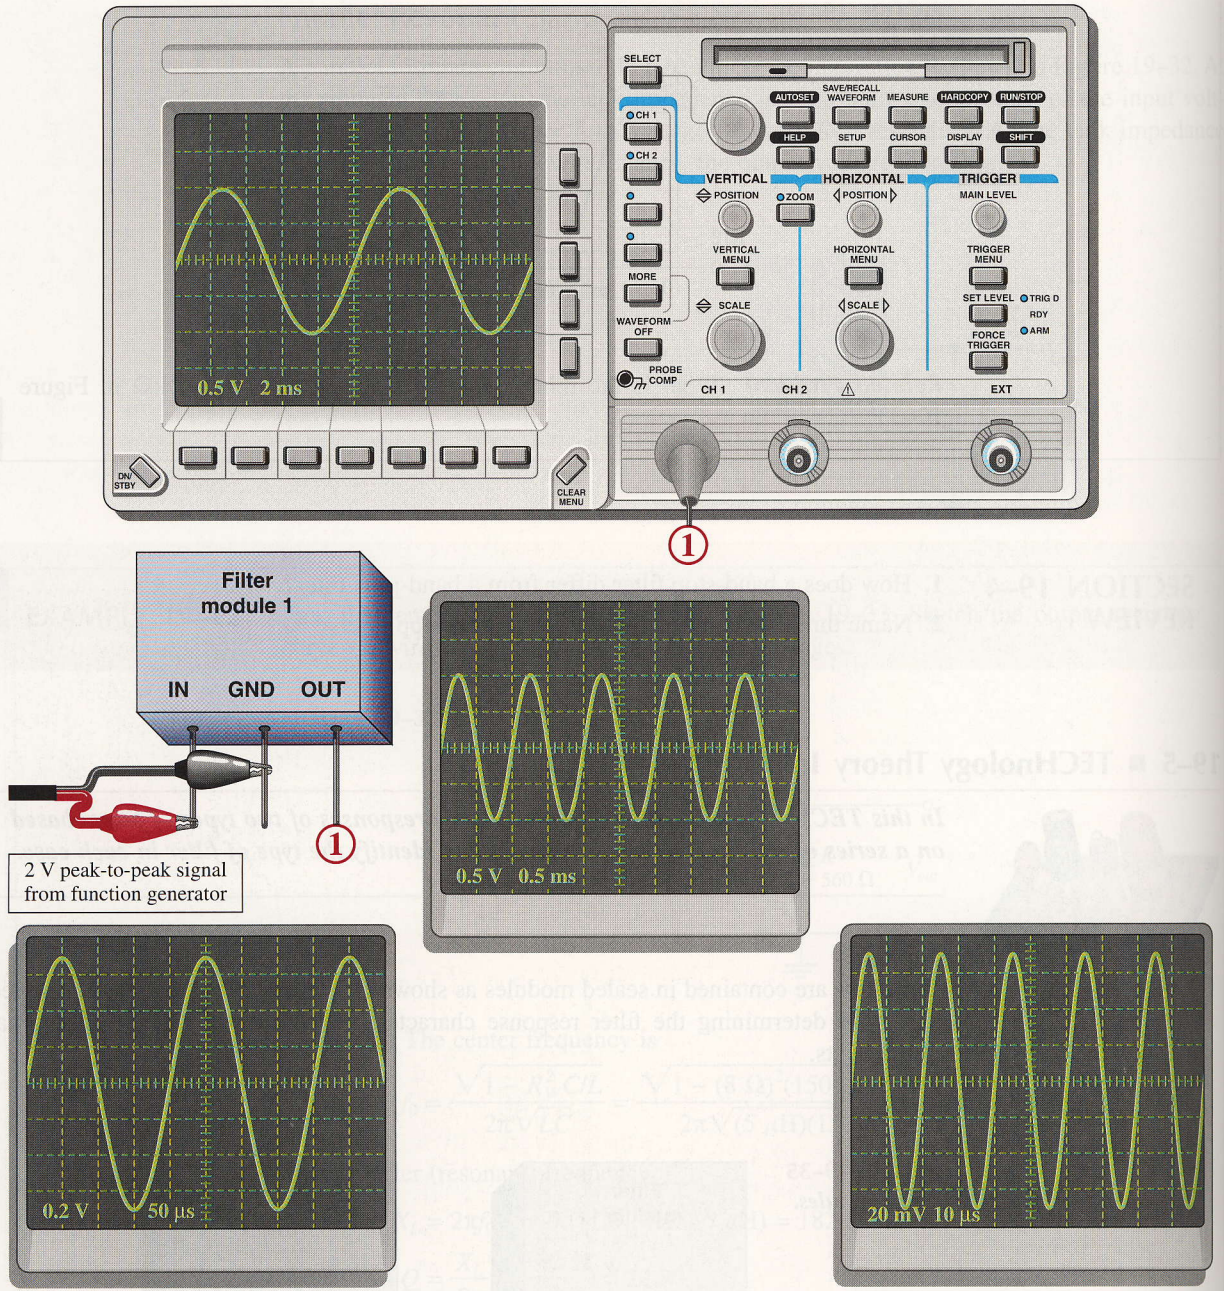 SELECT
CH 1
CH 2
MORE
WAVEFORM
OFF
PROBE
COMP
AUTOSET
SAVE/RECALL
WAVEFORM
MEASURE
HARDCOPY
RUN/STOP
HELP
SETUP
CURSOR
DISPLAY
SHIFT
VERTICAL
HORIZONTAL
TRIGGER
POSITION
ZOOM
POSITION
MAIN LEVEL
VERTICAL
MENU
HORIZONTAL
MENU
TRIGGER
MENU
SCALE
SCALE
SET LEVEL
TRIG D
RDY
ARM
FORCE
TRIGGER
CH 1
CH 2
EXT
0.5 V 2 ms
ON/
STBY
CLEAR
MENU
1
Filter
module 1
IN GND OUT
1
2 V peak-to-peak signal
from function generator
0.5 V 0.5 ms
0.2 V 50 µs
20 mV 10 µs